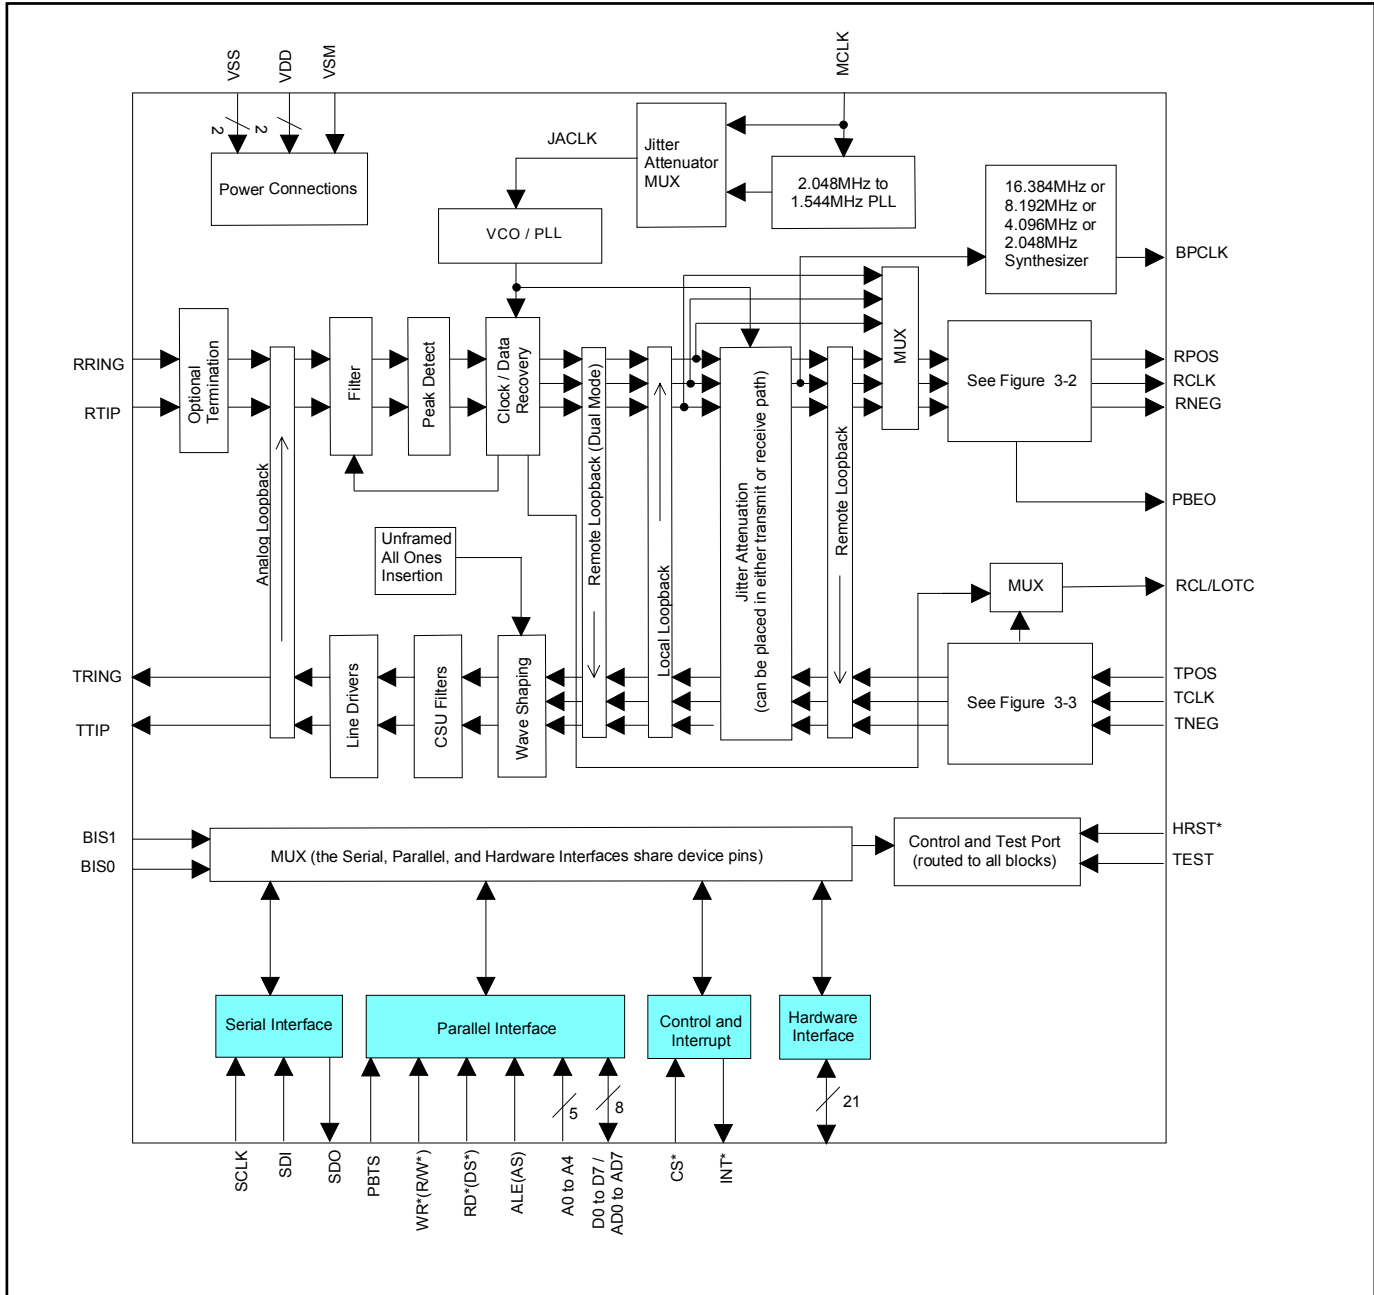 VSS
VDD
VSM
MCLK
2
2
Power Connections
JACLK
Jitter
Attenuator
MUX
2.048MHz to
1.544MHz PLL
16.384MHz or
8.192MHz or
4.096MHz or
2.048MHz
Synthesizer
BPCLK
VCO / PLL
RRING
RTIP
Optional
Termination
Analog Loopback
Filter
Peak Detect
Clock / Data
Recovery
Remote Loopback (Dual Mode)
Local Loopback
Jitter Attenuation
(can be placed in either transmit or receive path)
Remote Loopback
MUX
See Figure 3-2
RPOS
RCLK
RNEG
PBEO
Unframed
All Ones
Insertion
MUX
RCL/LOTC
TRING
TTIP
Line Drivers
CSU Filters
Wave Shaping
See Figure 3-3
TPOS
TCLK
TNEG
BIS1
BIS0
MUX (the Serial, Parallel, and Hardware Interfaces share device pins)
Control and Test Port
(routed to all blocks)
HRST*
TEST
Serial Interface
Parallel Interface
Control and
Interrupt
Hardware
Interface
5
8
21
SCLK
SDI
SDO
PBTS
WR*(R/W*)
RD*(DS*)
ALE(AS)
A0 to A4
D0 to D7 /
AD0 to AD7
CS*
INT*